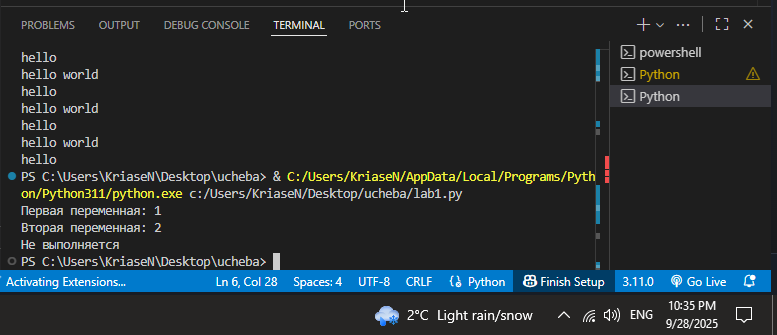 PROBLEMS OUTPUT DEBUG CONSOLE TERMINAL PORTS
hello
hello world
hello
hello world
hello
hello world
hello
PS C:\Users\KriaseN\Desktop\ucheba> & C:/Users/KriaseN/AppData/Local/Programs/Pyth
on/Python311/python.exe c:/Users/KriaseN/Desktop/ucheba/lab1.py
Первая переменная: 1
Вторая переменная: 2
Не выполняется
PS C:\Users\KriaseN\Desktop\ucheba>
powershell
Python
Python
Activating Extensions... Ln 6, Col 28 Spaces: 4 UTF-8 CRLF Python Finish Setup 3.11.0 Go Live
2°C Light rain/snow ENG 10:35 PM
9/28/2025